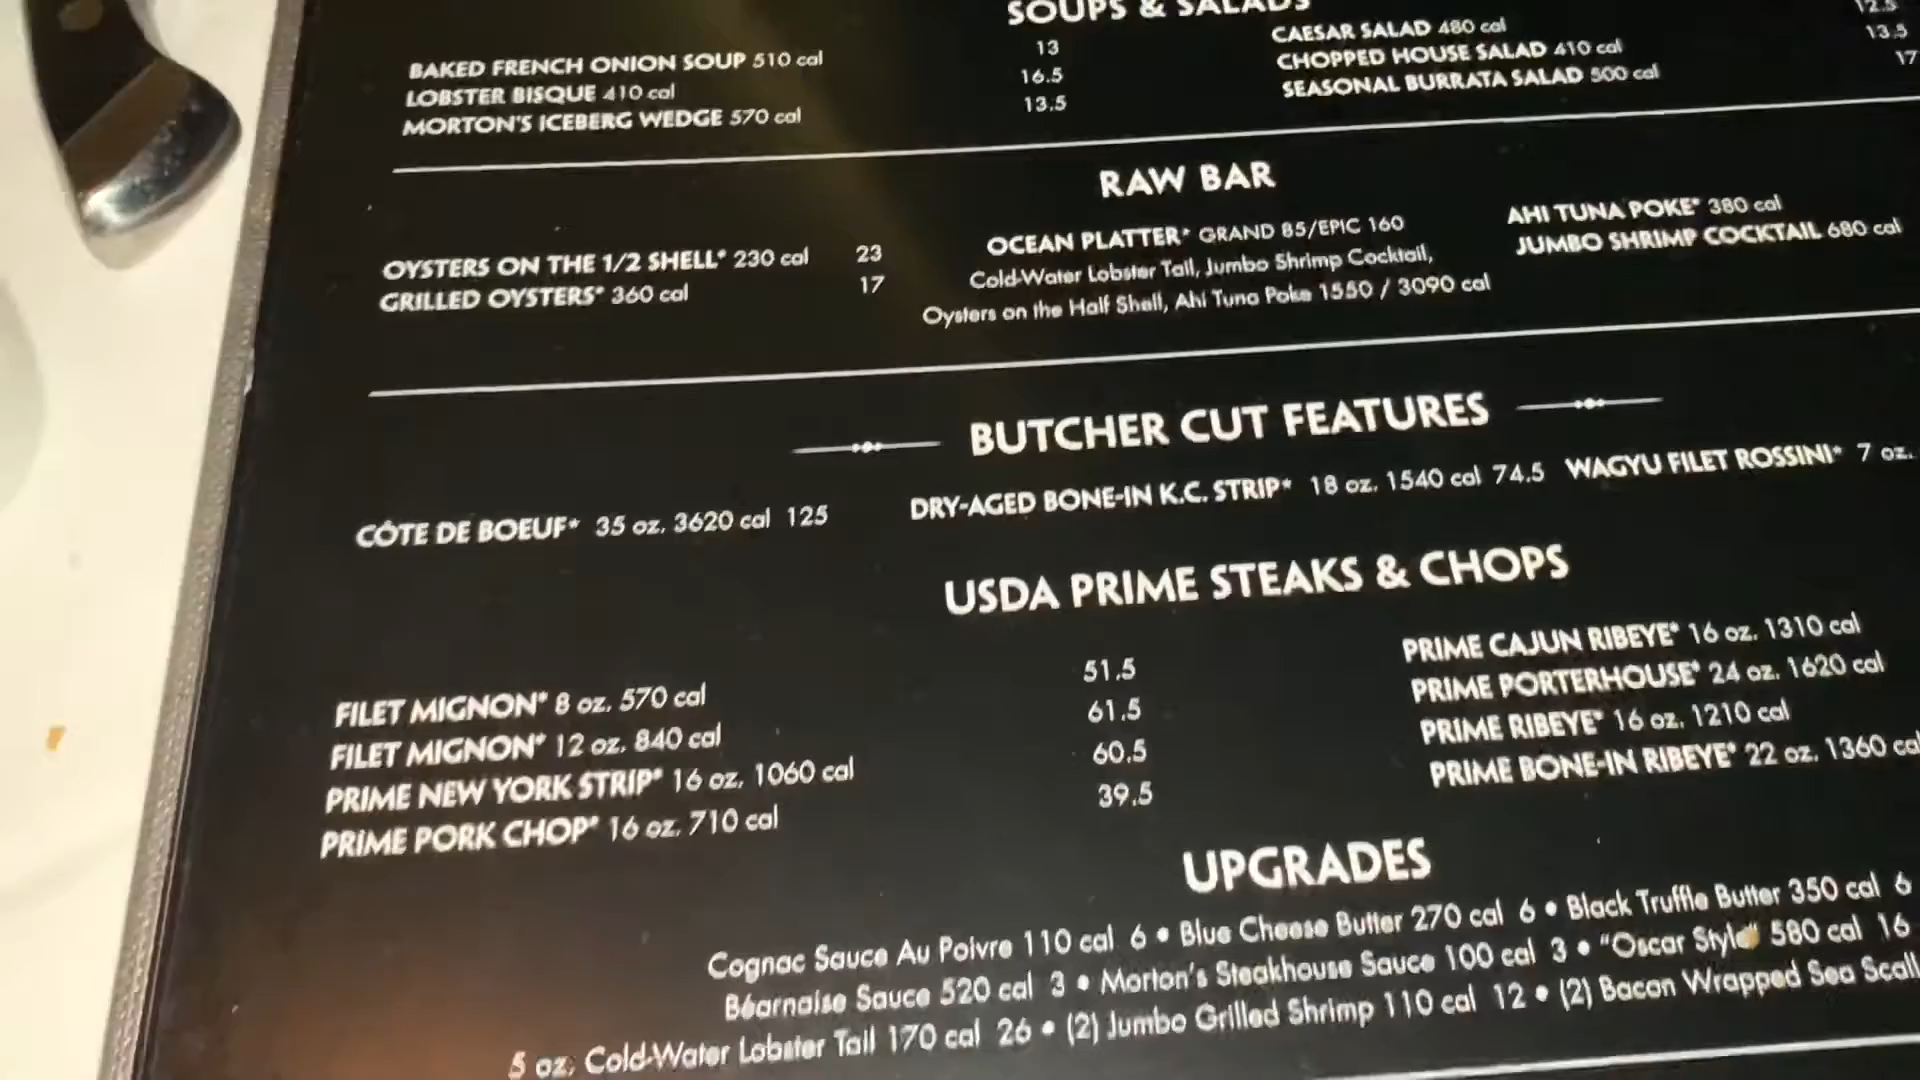 SOUPS & SALADS
BAKED FRENCH ONION SOUP 510 cal 13
LOBSTER BISQUE 410 cal 16.5
MORTON'S ICEBERG WEDGE 570 cal 13.5
CAESAR SALAD 480 cal 12.5
CHOPPED HOUSE SALAD 410 cal 13.5
SEASONAL BURRATA SALAD 500 cal 17
RAW BAR
OYSTERS ON THE 1/2 SHELL* 230 cal 23
GRILLED OYSTERS* 360 cal 17
OCEAN PLATTER* GRAND 85/EPIC 160
Cold-Water Lobster Tail, Jumbo Shrimp Cocktail,
Oysters on the Half Shell, Ahi Tuna Poke 1550 / 3090 cal
AHI TUNA POKE* 380 cal
JUMBO SHRIMP COCKTAIL 680 cal
BUTCHER CUT FEATURES
CÔTE DE BOEUF* 35 oz. 3620 cal 125
DRY-AGED BONE-IN K.C. STRIP* 18 oz. 1540 cal 74.5
WAGYU FILET ROSSINI* 7 oz.
USDA PRIME STEAKS & CHOPS
FILET MIGNON* 8 oz. 570 cal 51.5
FILET MIGNON* 12 oz. 840 cal 61.5
PRIME NEW YORK STRIP* 16 oz. 1060 cal 60.5
PRIME PORK CHOP* 16 oz. 710 cal 39.5
PRIME CAJUN RIBEYE* 16 oz. 1310 cal
PRIME PORTERHOUSE* 24 oz. 1620 cal
PRIME RIBEYE* 16 oz. 1210 cal
PRIME BONE-IN RIBEYE* 22 oz. 1360 cal
UPGRADES
Cognac Sauce Au Poivre 110 cal 6 • Blue Cheese Butter 270 cal 6 • Black Truffle Butter 350 cal 6
Béarnaise Sauce 520 cal 3 • Morton's Steakhouse Sauce 100 cal 3 • "Oscar Style" 580 cal 16
5 oz. Cold-Water Lobster Tail 170 cal 26 • (2) Jumbo Grilled Shrimp 110 cal 12 • (2) Bacon Wrapped Sea